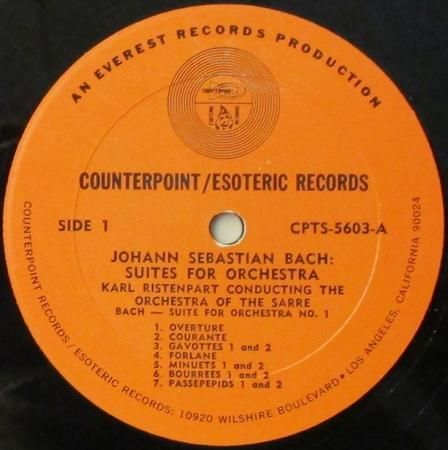 AN EVEREST RECORDS PRODUCTION
COUNTERPOINT
ESOTERIC RECORDS
COUNTERPOINT/ESOTERIC RECORDS
SIDE 1
CPTS-5603-A
JOHANN SEBASTIAN BACH:
SUITES FOR ORCHESTRA
KARL RISTENPART CONDUCTING THE
ORCHESTRA OF THE SARRE
BACH — SUITE FOR ORCHESTRA NO. 1
1. OVERTURE
2. COURANTE
3. GAVOTTES 1 and 2
4. FORLANE
5. MINUETS 1 and 2
6. BOURREES 1 and 2
7. PASSEPEPIDS 1 and 2
COUNTERPOINT RECORDS / ESOTERIC RECORDS: 10920 WILSHIRE BOULEVARD • LOS ANGELES, CALIFORNIA 90024